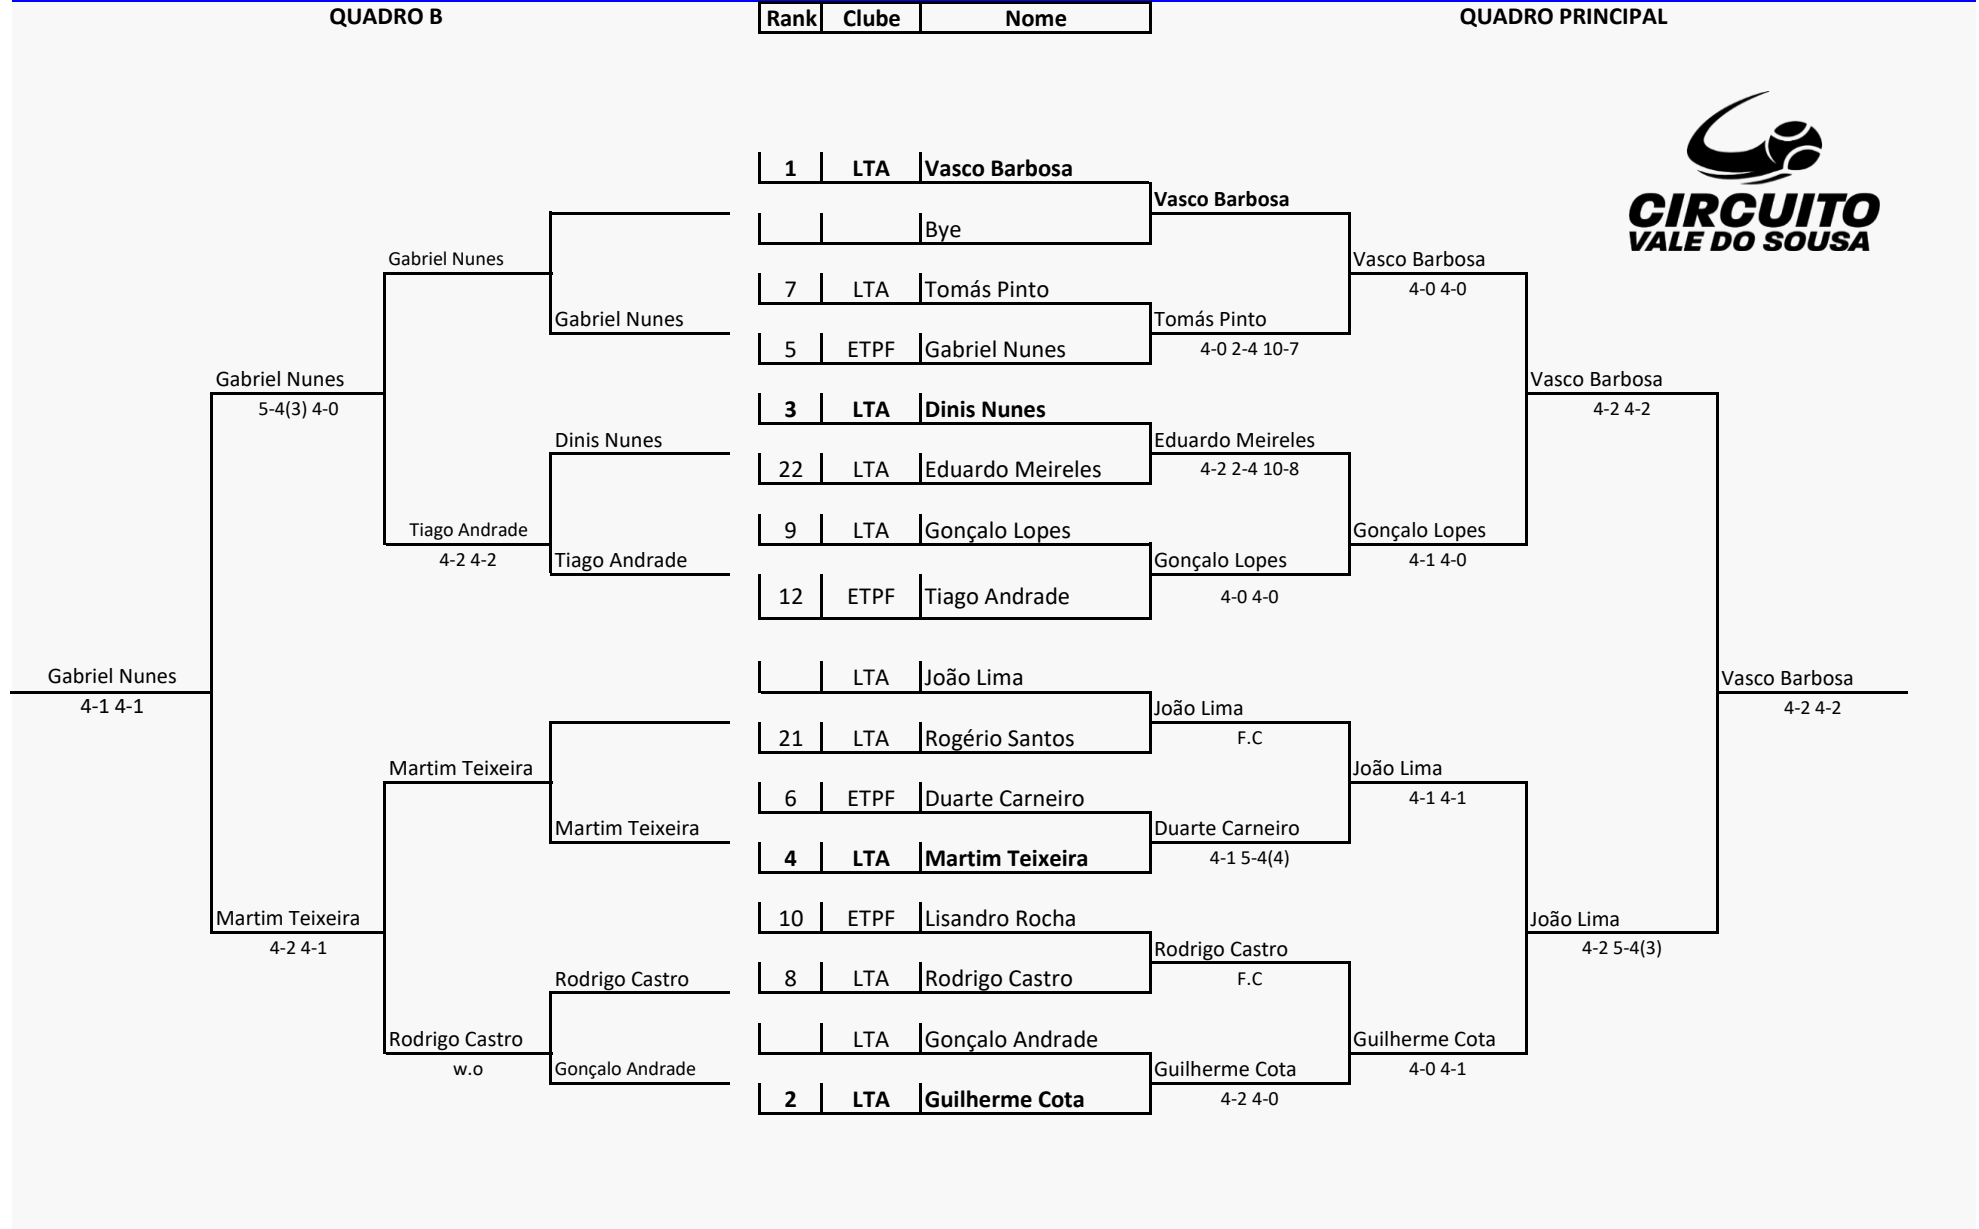 QUADRO B
Rank Clube Nome
QUADRO PRINCIPAL
CIRCUITO
VALE DO SOUSA
1 LTA Vasco Barbosa
Vasco Barbosa
Bye
Gabriel Nunes
Vasco Barbosa
7 LTA Tomás Pinto
4-0 4-0
Gabriel Nunes
Tomás Pinto
5 ETPF Gabriel Nunes
4-0 2-4 10-7
Gabriel Nunes
Vasco Barbosa
5-4(3) 4-0
3 LTA Dinis Nunes
4-2 4-2
Dinis Nunes
Eduardo Meireles
22 LTA Eduardo Meireles
4-2 2-4 10-8
Tiago Andrade
9 LTA Gonçalo Lopes
Gonçalo Lopes
4-2 4-2
Tiago Andrade
Gonçalo Lopes
4-1 4-0
12 ETPF Tiago Andrade
4-0 4-0
Gabriel Nunes
LTA João Lima
Vasco Barbosa
4-1 4-1
João Lima
4-2 4-2
21 LTA Rogério Santos
F.C
Martim Teixeira
João Lima
6 ETPF Duarte Carneiro
4-1 4-1
Martim Teixeira
Duarte Carneiro
4 LTA Martim Teixeira
4-1 5-4(4)
Martim Teixeira
10 ETPF Lisandro Rocha
João Lima
4-2 4-1
Rodrigo Castro
4-2 5-4(3)
Rodrigo Castro
8 LTA Rodrigo Castro
F.C
Rodrigo Castro
LTA Gonçalo Andrade
Guilherme Cota
w.o
Gonçalo Andrade
Guilherme Cota
4-0 4-1
2 LTA Guilherme Cota
4-2 4-0